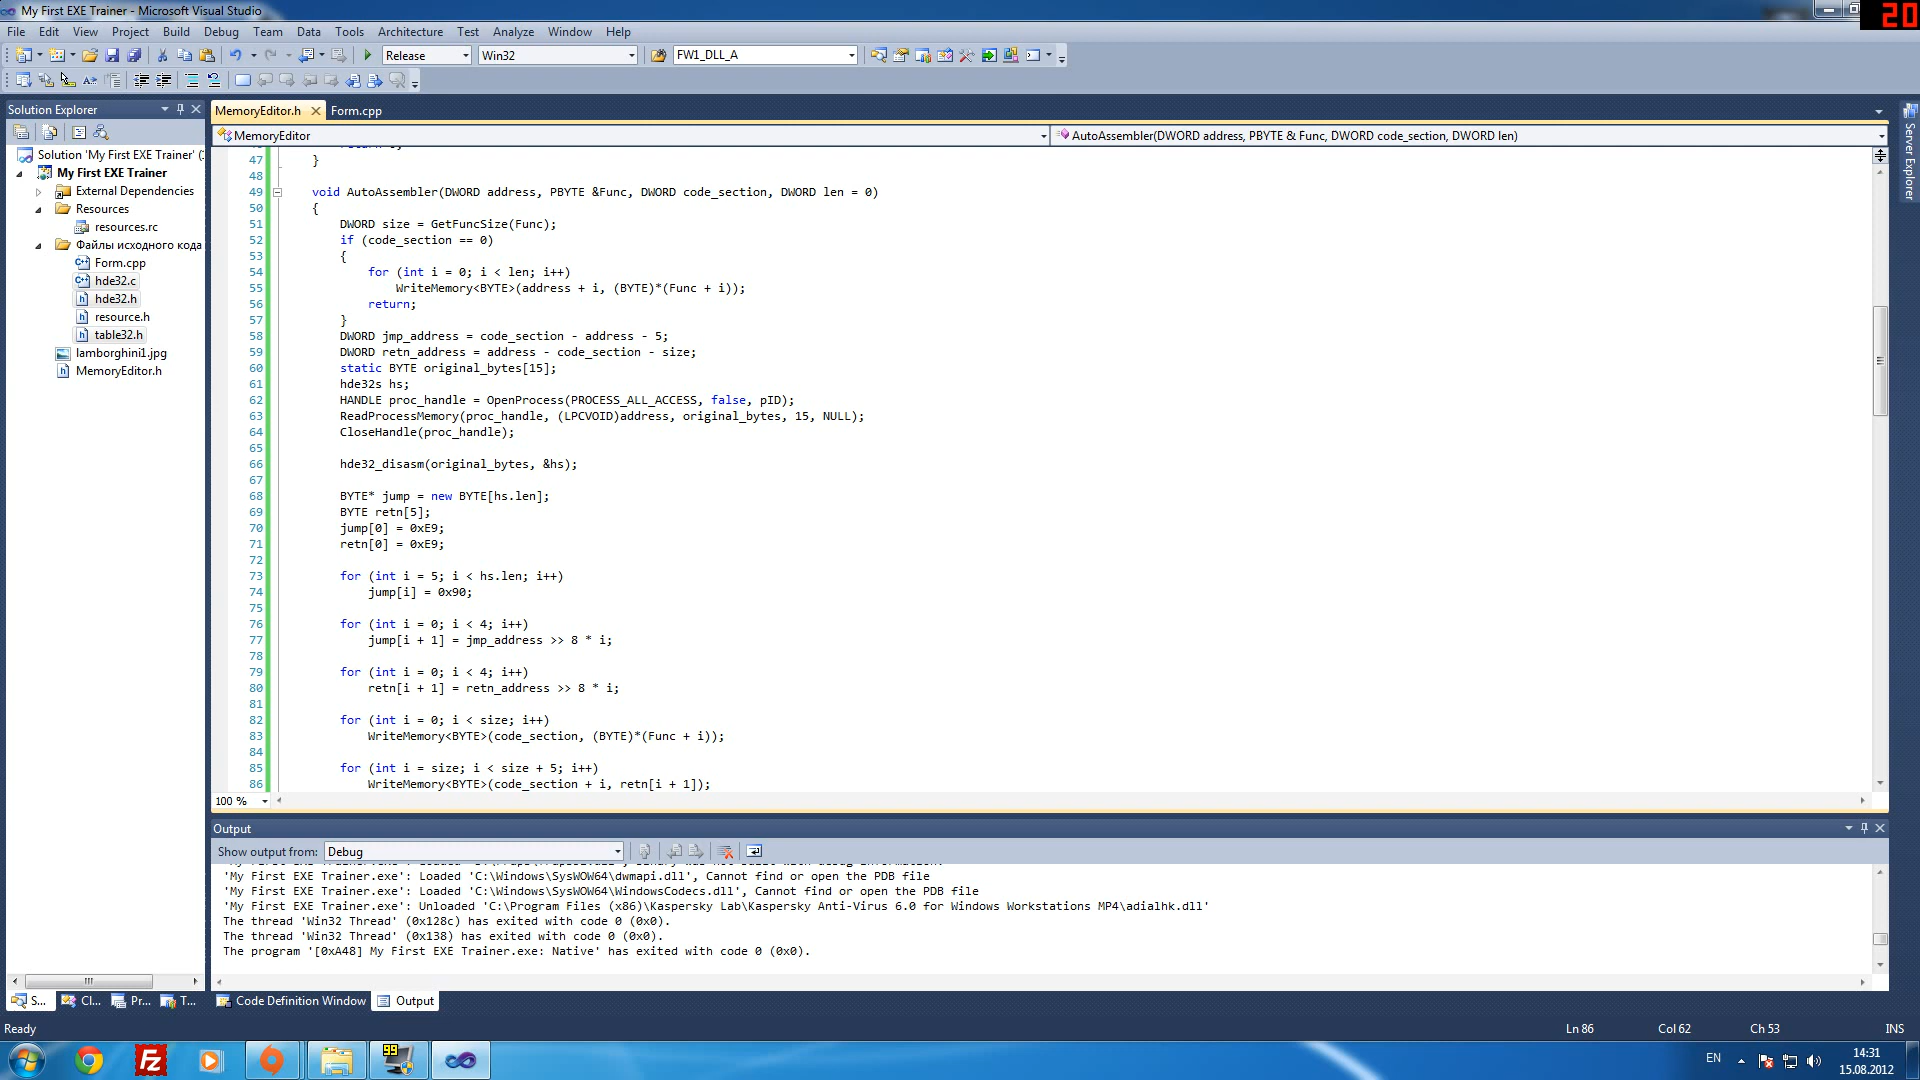 My First EXE Trainer - Microsoft Visual Studio
20
File Edit View Project Build Debug Team Data Tools Architecture Test Analyze Window Help
Release Win32 FW1_DLL_A
Solution Explorer
MemoryEditor.h Form.cpp
MemoryEditor AutoAssembler(DWORD address, PBYTE & Func, DWORD code_section, DWORD len)
Server Explorer
Solution 'My First EXE Trainer' (
My First EXE Trainer
External Dependencies
Resources
resources.rc
Файлы исходного кода
Form.cpp
hde32.c
hde32.h
resource.h
table32.h
lamborghini1.jpg
MemoryEditor.h
47 }
48
49 void AutoAssembler(DWORD address, PBYTE &Func, DWORD code_section, DWORD len = 0)
50 {
51 DWORD size = GetFuncSize(Func);
52 if (code_section == 0)
53 {
54 for (int i = 0; i < len; i++)
55 WriteMemory<BYTE>(address + i, (BYTE)*(Func + i));
56 return;
57 }
58 DWORD jmp_address = code_section - address - 5;
59 DWORD retn_address = address - code_section - size;
60 static BYTE original_bytes[15];
61 hde32s hs;
62 HANDLE proc_handle = OpenProcess(PROCESS_ALL_ACCESS, false, pID);
63 ReadProcessMemory(proc_handle, (LPCVOID)address, original_bytes, 15, NULL);
64 CloseHandle(proc_handle);
65
66 hde32_disasm(original_bytes, &hs);
67
68 BYTE* jump = new BYTE[hs.len];
69 BYTE retn[5];
70 jump[0] = 0xE9;
71 retn[0] = 0xE9;
72
73 for (int i = 5; i < hs.len; i++)
74 jump[i] = 0x90;
75
76 for (int i = 0; i < 4; i++)
77 jump[i + 1] = jmp_address >> 8 * i;
78
79 for (int i = 0; i < 4; i++)
80 retn[i + 1] = retn_address >> 8 * i;
81
82 for (int i = 0; i < size; i++)
83 WriteMemory<BYTE>(code_section, (BYTE)*(Func + i));
84
85 for (int i = size; i < size + 5; i++)
86 WriteMemory<BYTE>(code_section + i, retn[i + 1]);
100 %
Output
Show output from: Debug
'My First EXE Trainer.exe': Loaded 'C:\Windows\SysWOW64\dwmapi.dll', Cannot find or open the PDB file
'My First EXE Trainer.exe': Loaded 'C:\Windows\SysWOW64\WindowsCodecs.dll', Cannot find or open the PDB file
'My First EXE Trainer.exe': Unloaded 'C:\Program Files (x86)\Kaspersky Lab\Kaspersky Anti-Virus 6.0 for Windows Workstations MP4\adialhk.dll'
The thread 'Win32 Thread' (0x128c) has exited with code 0 (0x0).
The thread 'Win32 Thread' (0x138) has exited with code 0 (0x0).
The program '[0xA48] My First EXE Trainer.exe: Native' has exited with code 0 (0x0).
S... Cl... Pr... T... Code Definition Window Output
Ready Ln 86 Col 62 Ch 53 INS
99
EN 14:31
15.08.2012